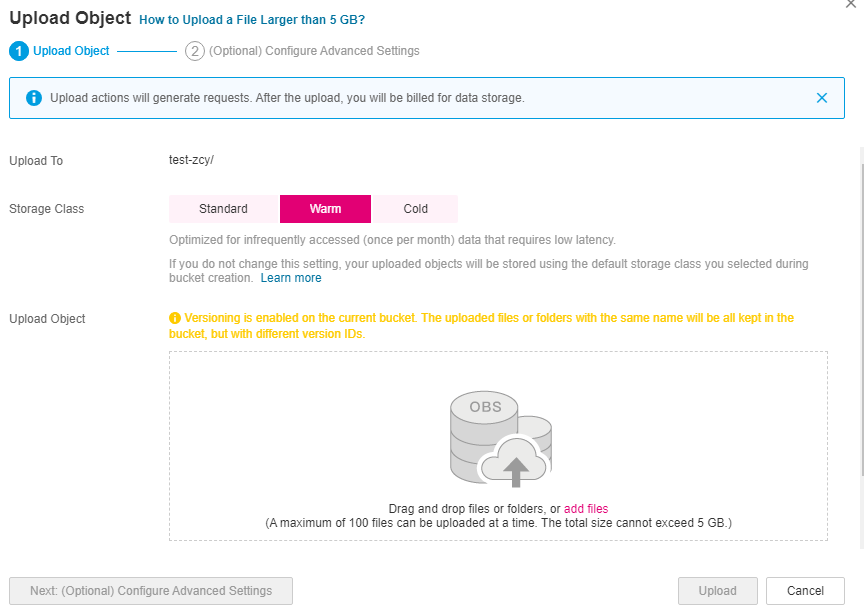 Upload Object How to Upload a File Larger than 5 GB?
1 Upload Object 2 (Optional) Configure Advanced Settings
Upload actions will generate requests. After the upload, you will be billed for data storage.
Upload To test-zcy/
Storage Class Standard Warm Cold
Optimized for infrequently accessed (once per month) data that requires low latency.
If you do not change this setting, your uploaded objects will be stored using the default storage class you selected during
bucket creation. Learn more
Upload Object Versioning is enabled on the current bucket. The uploaded files or folders with the same name will be all kept in the
bucket, but with different version IDs.
OBS
Drag and drop files or folders, or add files
(A maximum of 100 files can be uploaded at a time. The total size cannot exceed 5 GB.)
Next: (Optional) Configure Advanced Settings Upload Cancel